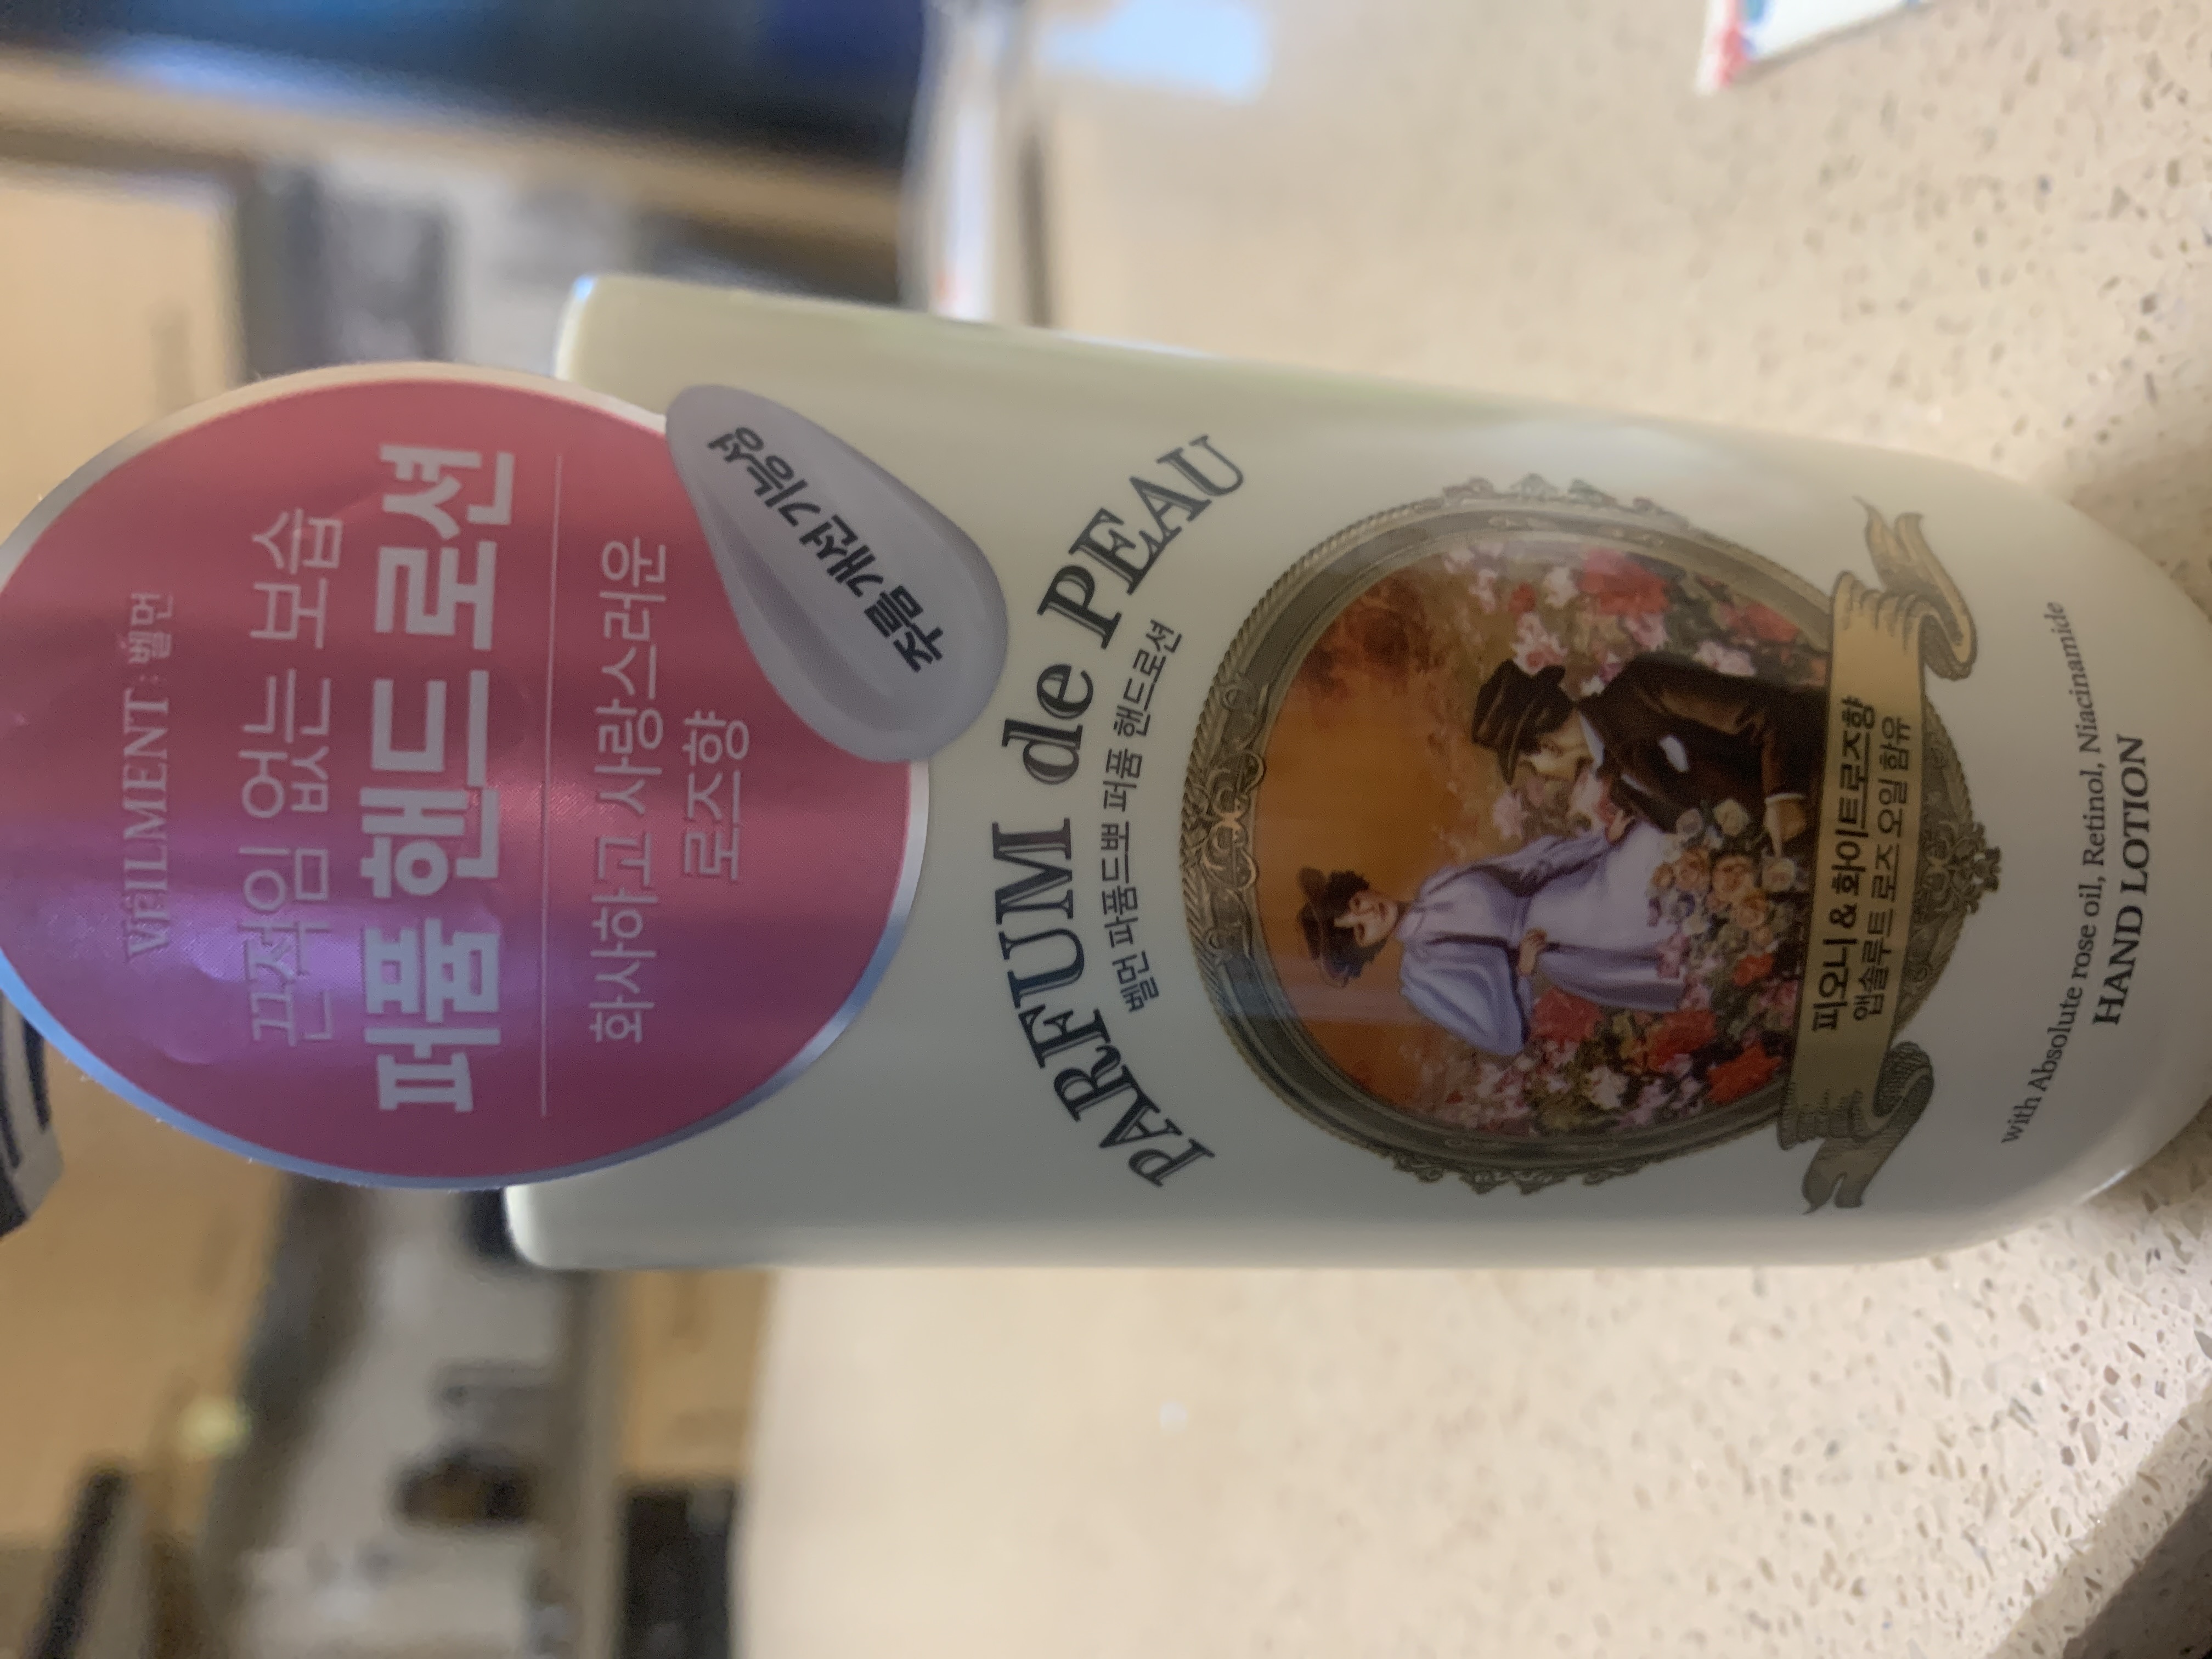 VEILMENT : 벨먼
끈적임 없는 보습
퍼퓸 핸드 로션
화사하고 사랑스러운
로즈향
주름개선 기능성
PARFUM de PEAU
벨먼 파퓸드뽀 퍼퓸 핸드로션
피오니 & 화이트로즈향
앱솔루트 로즈 오일 함유
with Absolute rose oil, Retinol, Niacinamide
HAND LOTION